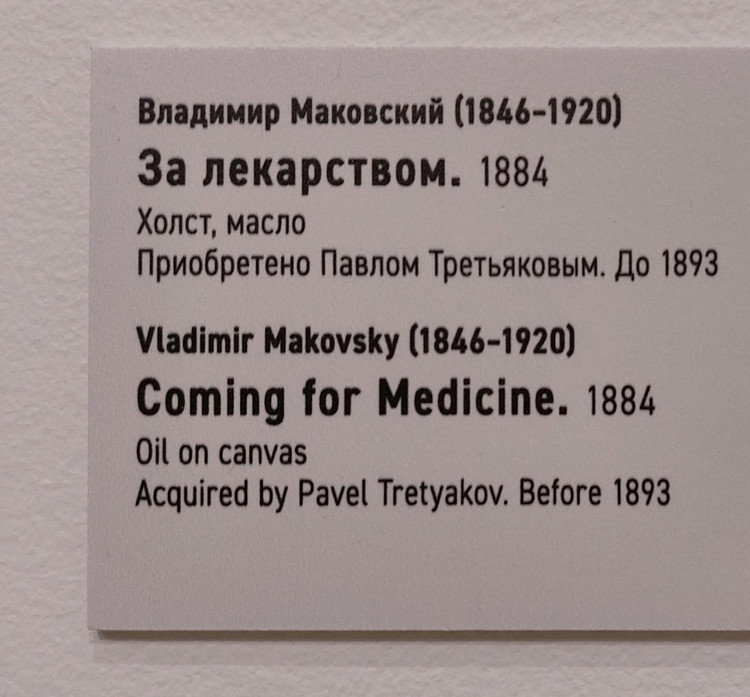 Владимир Маковский (1846–1920)
За лекарством. 1884
Холст, масло
Приобретено Павлом Третьяковым. До 1893
Vladimir Makovsky (1846–1920)
Coming for Medicine. 1884
Oil on canvas
Acquired by Pavel Tretyakov. Before 1893